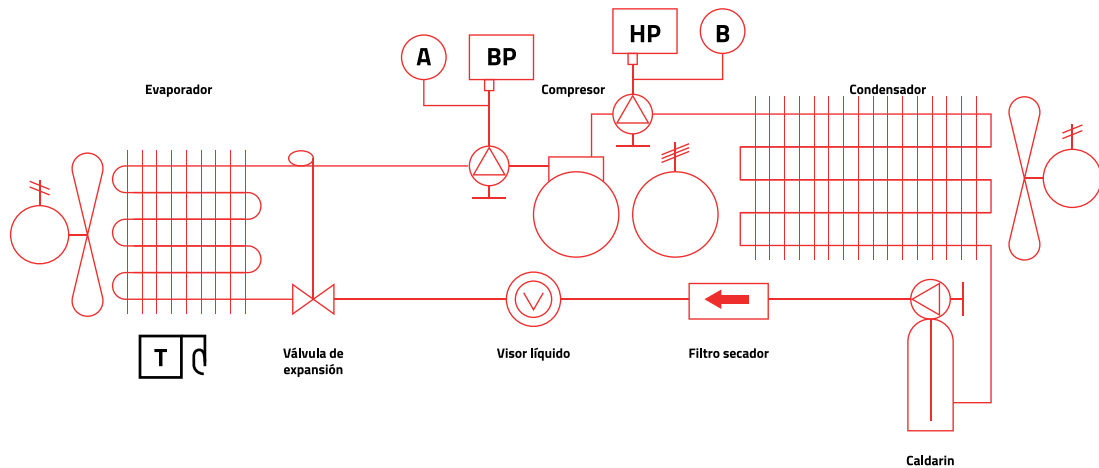 HP
B
A
BP
Evaporador
Compresor
Condensador
T
Válvula de
expansión
Visor líquido
Filtro secador
Caldarin